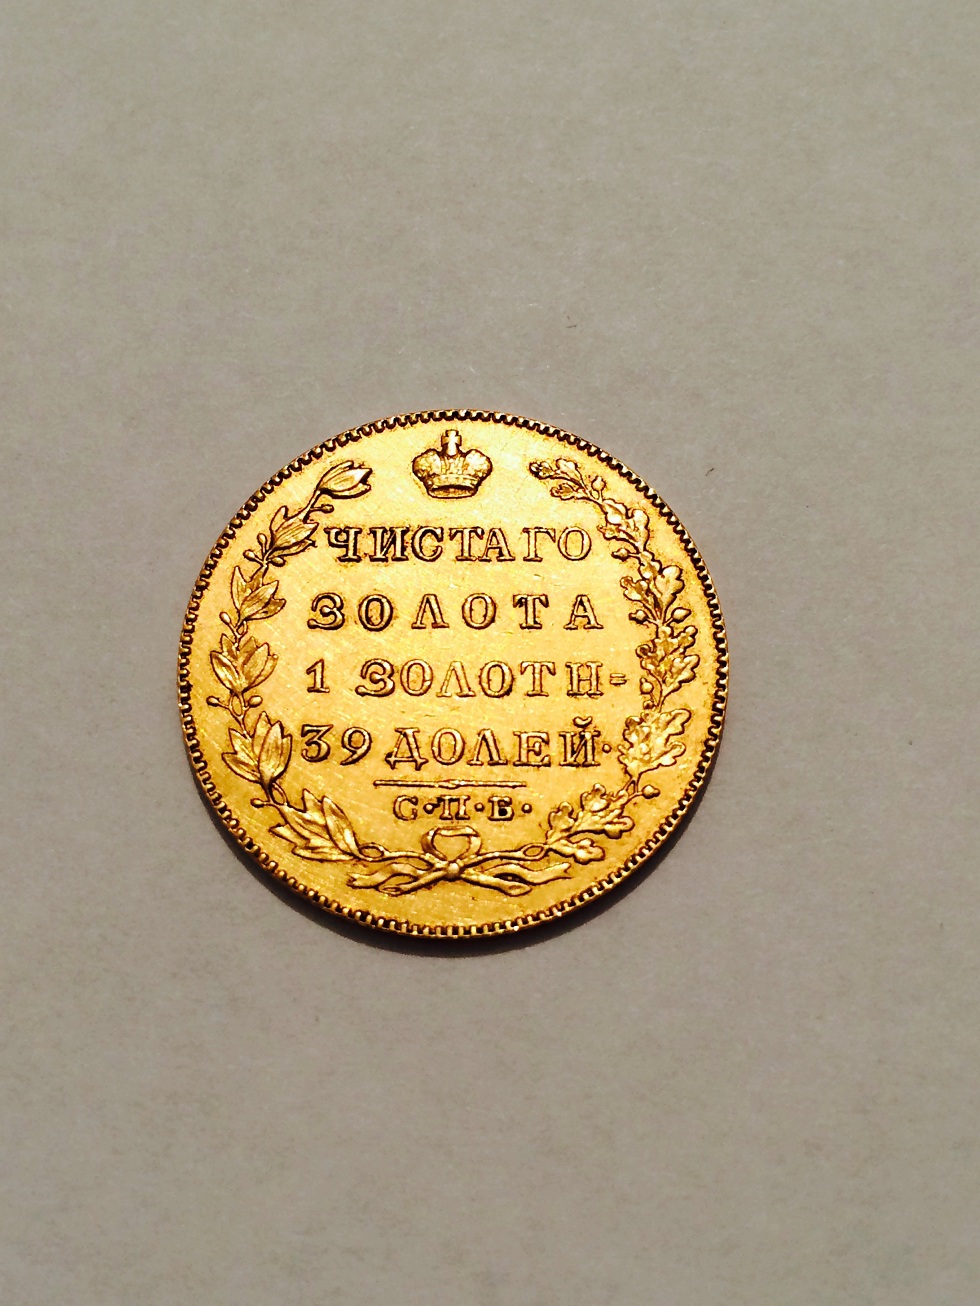 ЧИСТАГО
ЗОЛОТА
1 ЗОЛОТН=
39 ДОЛЕЙ·
С·П·Б·